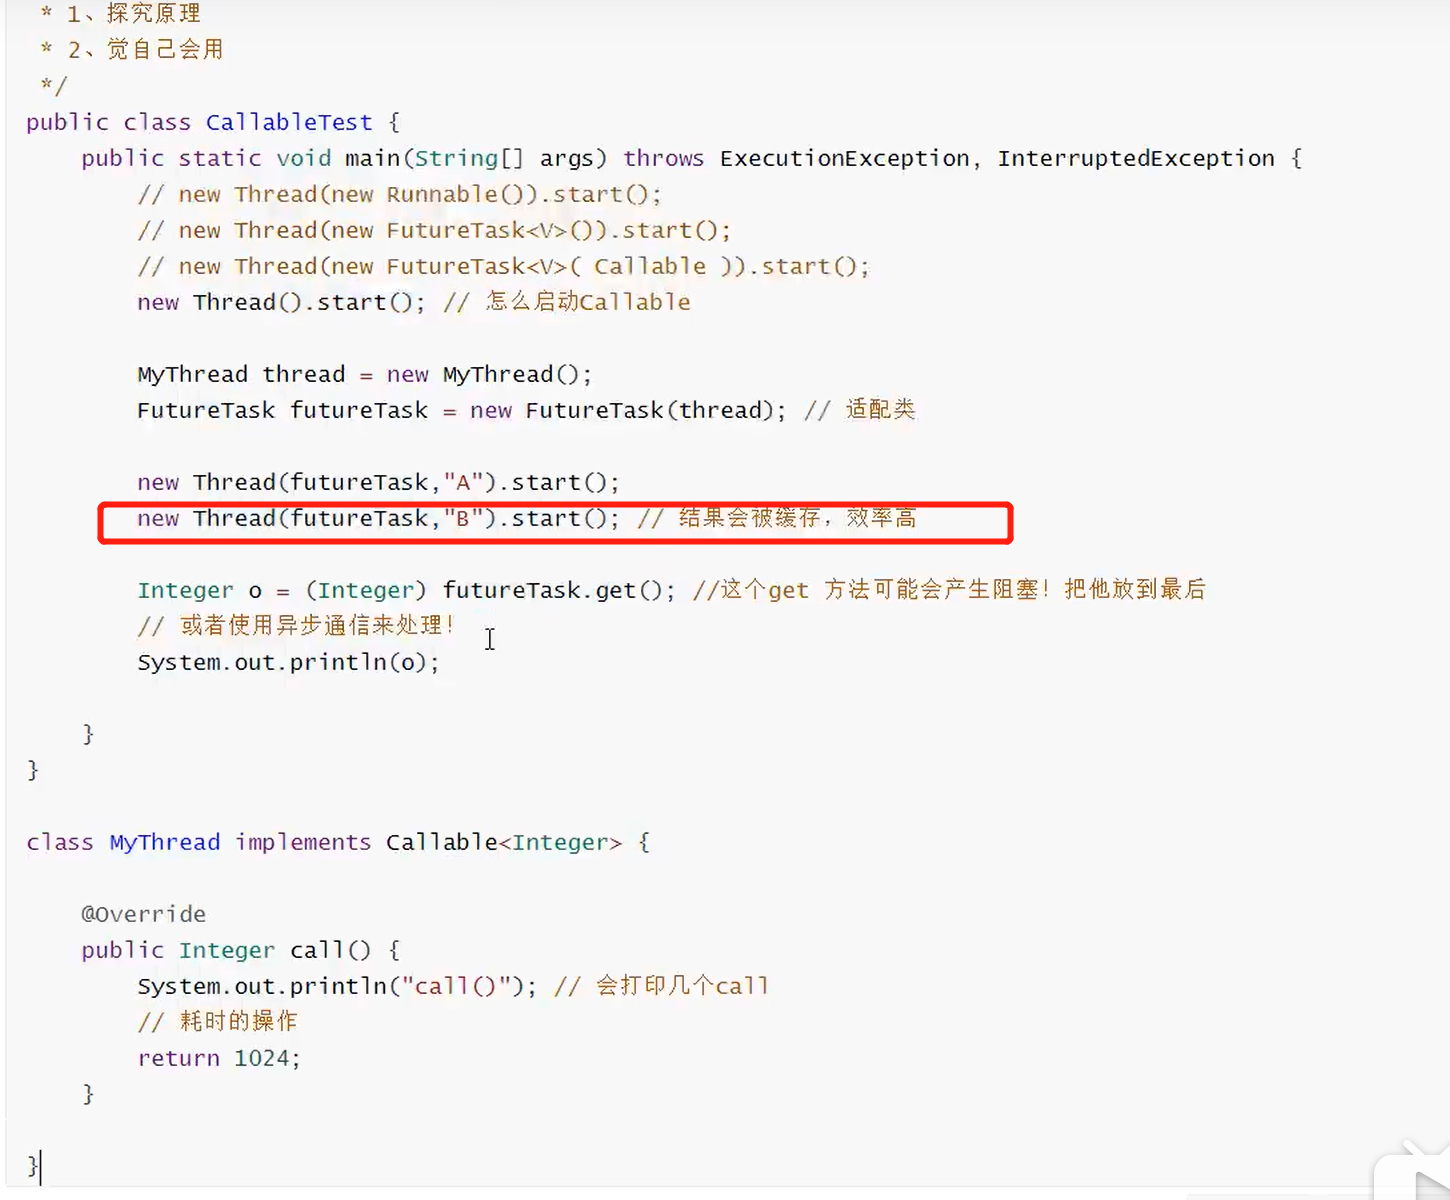 * 1、探究原理
* 2、觉自己会用
*/
public class CallableTest {
public static void main(String[] args) throws ExecutionException, InterruptedException {
// new Thread(new Runnable()).start();
// new Thread(new FutureTask<V>()).start();
// new Thread(new FutureTask<V>( Callable )).start();
new Thread().start(); // 怎么启动Callable
MyThread thread = new MyThread();
FutureTask futureTask = new FutureTask(thread); // 适配类
new Thread(futureTask,"A").start();
new Thread(futureTask,"B").start(); // 结果会被缓存，效率高
Integer o = (Integer) futureTask.get(); //这个get 方法可能会产生阻塞！把他放到最后
// 或者使用异步通信来处理！
System.out.println(o);
}
}
class MyThread implements Callable<Integer> {
@Override
public Integer call() {
System.out.println("call()"); // 会打印几个call
// 耗时的操作
return 1024;
}
}